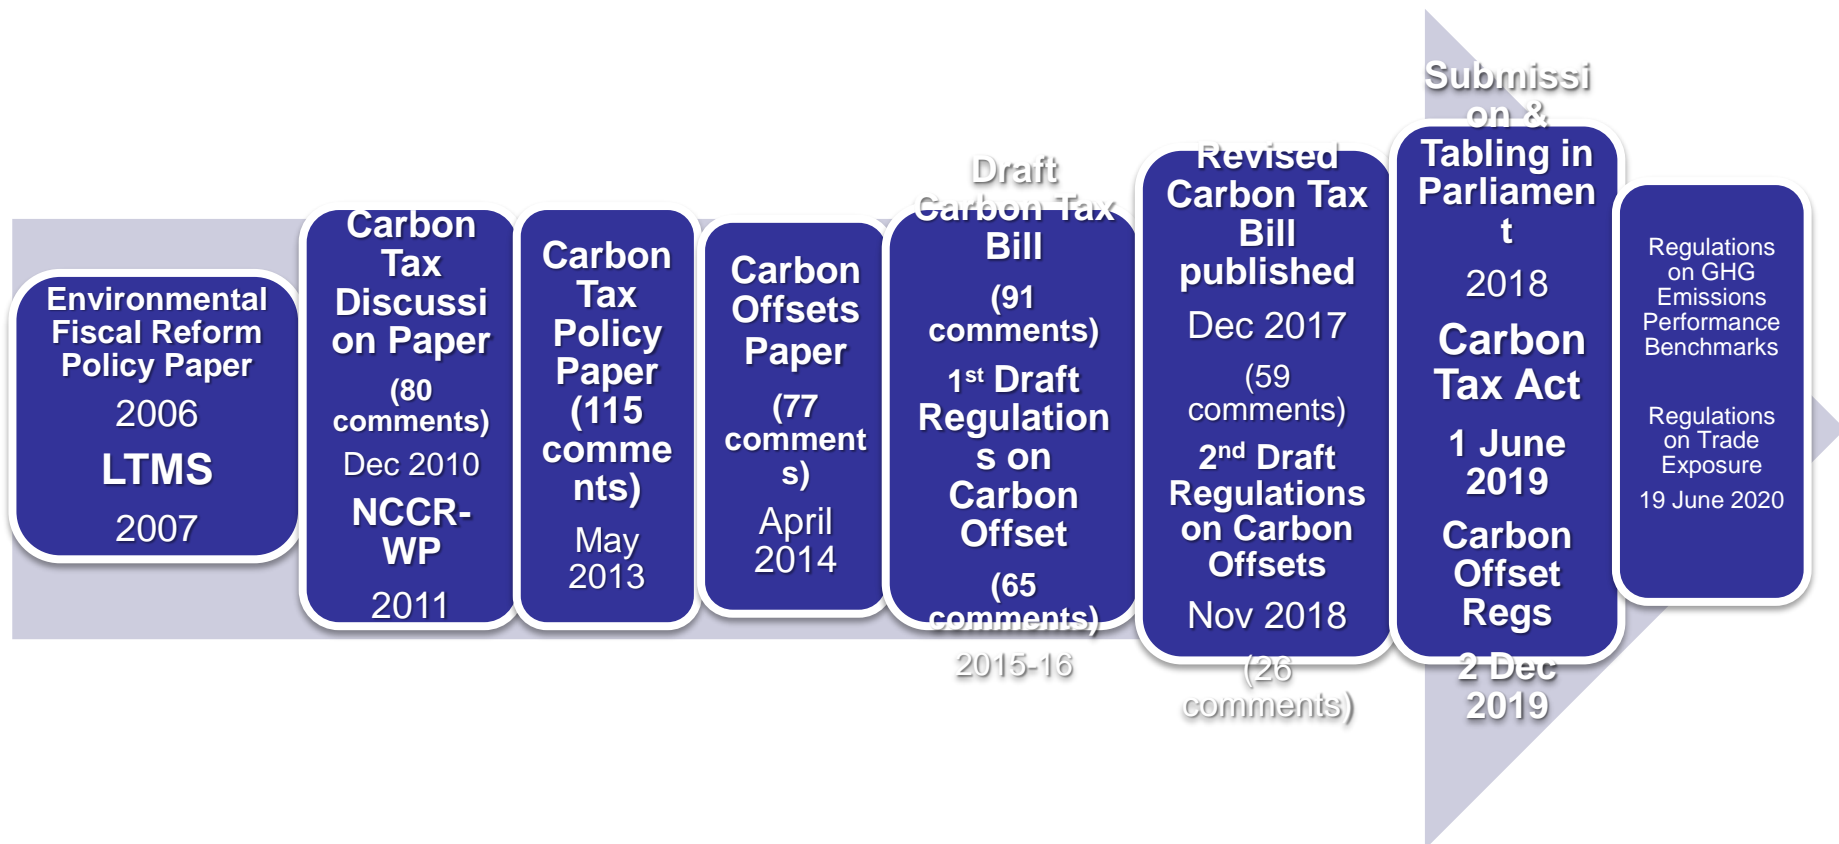 Environmental
Fiscal Reform
Policy Paper
2006
LTMS
2007
Carbon
Tax
Discussi
on Paper
(80
comments)
Dec 2010
NCCR-
WP
2011
Carbon
Tax
Policy
Paper
(115
comme
nts)
May
2013
Carbon
Offsets
Paper
(77
comment
s)
April
2014
Draft
Carbon Tax
Bill
(91
comments)
1st Draft
Regulation
s on
Carbon
Offset
(65
comments)
2015-16
Revised
Carbon Tax
Bill
published
Dec 2017
(59
comments)
2nd Draft
Regulations
on Carbon
Offsets
Nov 2018
(26
comments)
Submissi
on &
Tabling in
Parliamen
t
2018
Carbon
Tax Act
1 June
2019
Carbon
Offset
Regs
2 Dec
2019
Regulations
on GHG
Emissions
Performance
Benchmarks
Regulations
on Trade
Exposure
19 June 2020